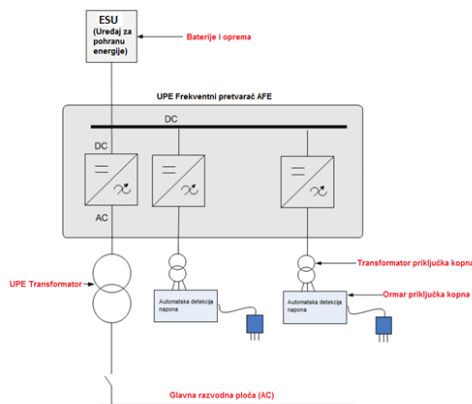 ESU
(Uređaj za
pohranu
energije)
Baterije i oprema
UPE Frekventni pretvarač AFE
DC
DC
AC
UPE Transformator
Transformator priključka kopna
Automatska detekcija
napona
Automatska detekcija
napona
Ormar priključka kopna
Glavna razvodna ploča (AC)